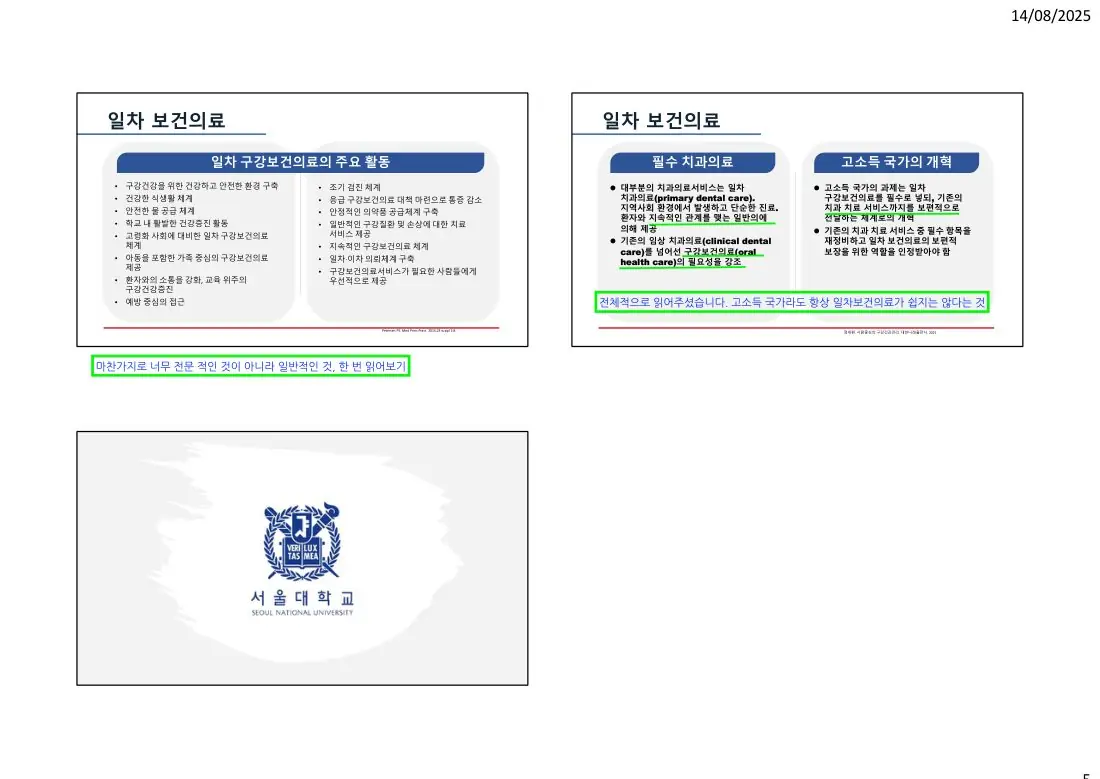 14/08/2025
일차 보건의료
일차 구강보건의료의 주요 활동
• 구강건강을 위한 건강하고 안전한 환경 구축
• 건강한 식생활 체계
• 안전한 물 공급 체계
• 학교 내 활발한 건강증진 활동
• 고령화 사회에 대비한 일차 구강보건의료
체계
• 아동을 포함한 가족 중심의 구강보건의료
제공
• 환자와의 소통을 강화, 교육 위주의
구강건강증진
• 예방 중심의 접근
• 조기 검진 체계
• 응급 구강보건의료 대책 마련으로 통증 감소
• 안정적인 의약품 공급체계 구축
• 일반적인 구강질환 및 손상에 대한 치료
서비스 제공
• 지속적인 구강보건의료 체계
• 일차·이차 의뢰체계 구축
• 구강보건의료서비스가 필요한 사람들에게
우선적으로 제공
마찬가지로 너무 전문 적인 것이 아니라 일반적인 것, 한 번 읽어보기
일차 보건의료
필수 치과의료
● 대부분의 치과의료서비스는 일차
치과의료(primary dental care).
지역사회 환경에서 발생하고 단순한 진료.
환자와 지속적인 관계를 맺는 일반의에
의해 제공
● 기존의 임상 치과의료(clinical dental
care)를 넘어선 구강보건의료(oral
health care)의 필요성을 강조
고소득 국가의 개혁
● 고소득 국가의 과제는 일차
구강보건의료를 필수로 넣되, 기존의
치과 치료 서비스까지를 보편적으로
전달하는 체계로의 개혁
● 기존의 치과 치료 서비스 중 필수 항목을
재정비하고 일차 보건의료의 보편적
보장을 위한 역할을 인정받아야 함
전체적으로 읽어주셨습니다. 고소득 국가라도 항상 일차보건의료가 쉽지는 않다는 것
VERI LUX
TAS MEA
서울대학교
SEOUL NATIONAL UNIVERSITY